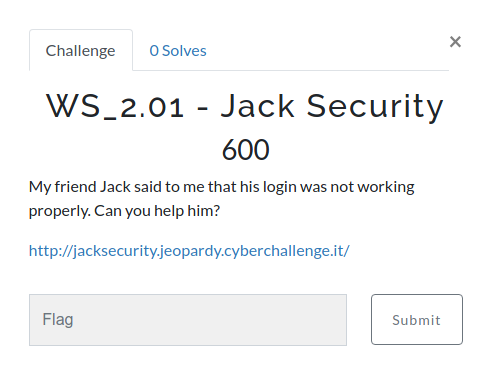 Challenge
0 Solves
×
WS_2.01 - Jack Security
600
My friend Jack said to me that his login was not working
properly. Can you help him?
http://jacksecurity.jeopardy.cyberchallenge.it/
Flag
Submit